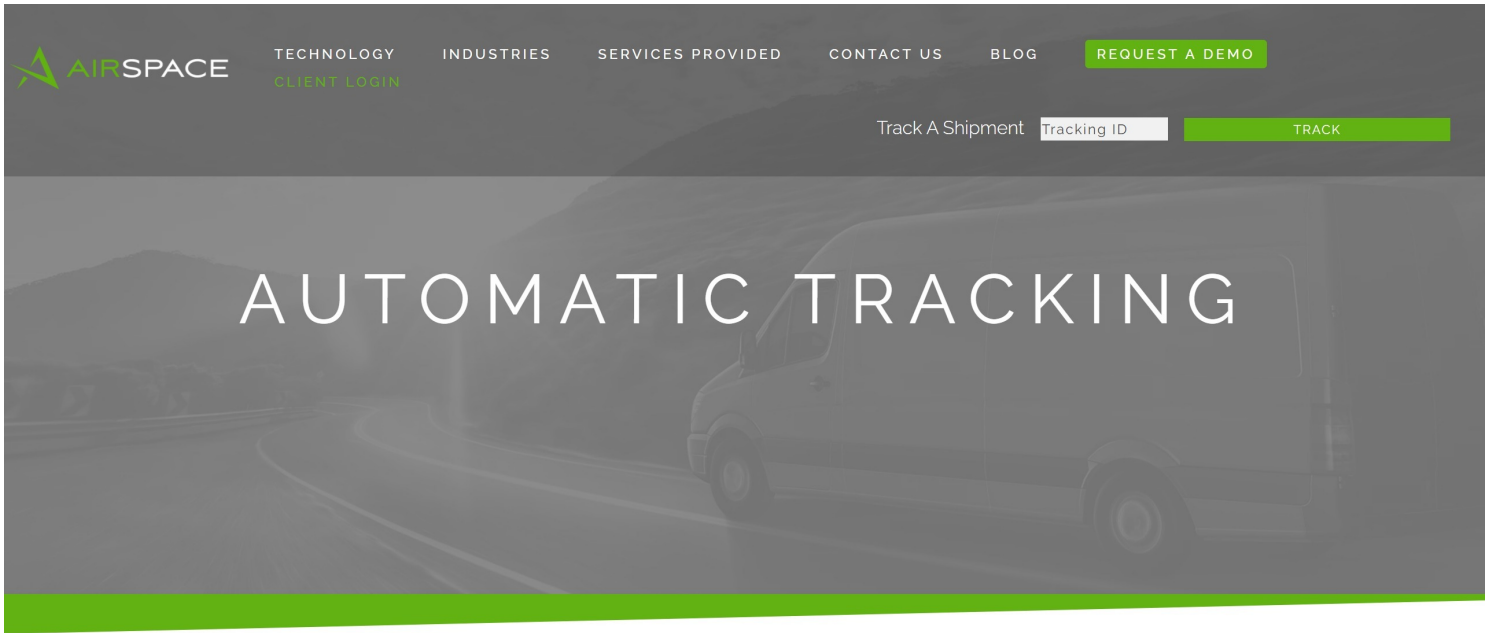 AIRSPACE
TECHNOLOGY INDUSTRIES SERVICES PROVIDED CONTACT US BLOG REQUEST A DEMO
CLIENT LOGIN
Track A Shipment Tracking ID TRACK
AUTOMATIC TRACKING